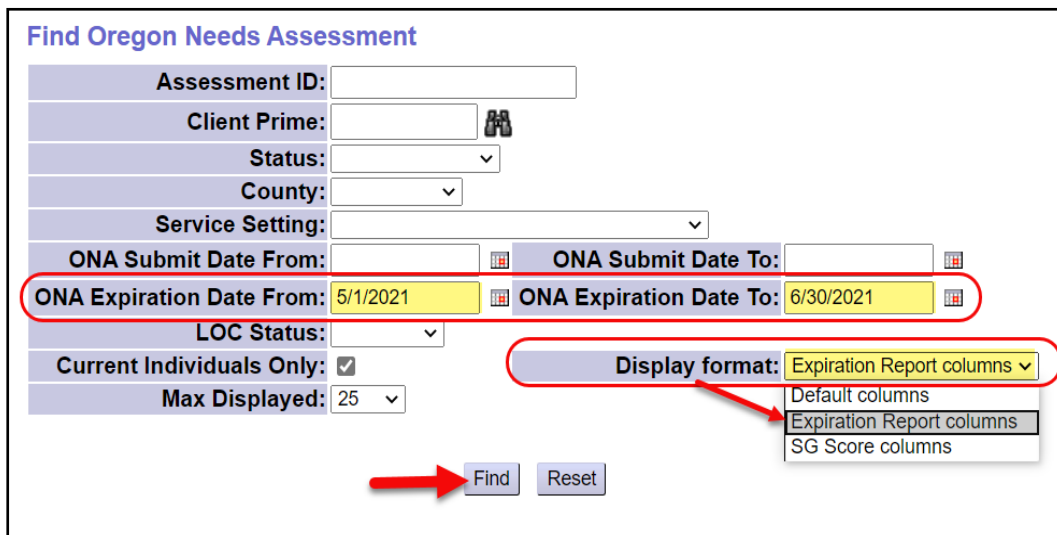 Find Oregon Needs Assessment
Assessment ID:
Client Prime:
Status:
County:
Service Setting:
ONA Submit Date From: ONA Submit Date To:
ONA Expiration Date From: 5/1/2021 ONA Expiration Date To: 6/30/2021
LOC Status:
Current Individuals Only: Display format: Expiration Report columns
Max Displayed: 25 Default columns
Expiration Report columns
SG Score columns
Find Reset